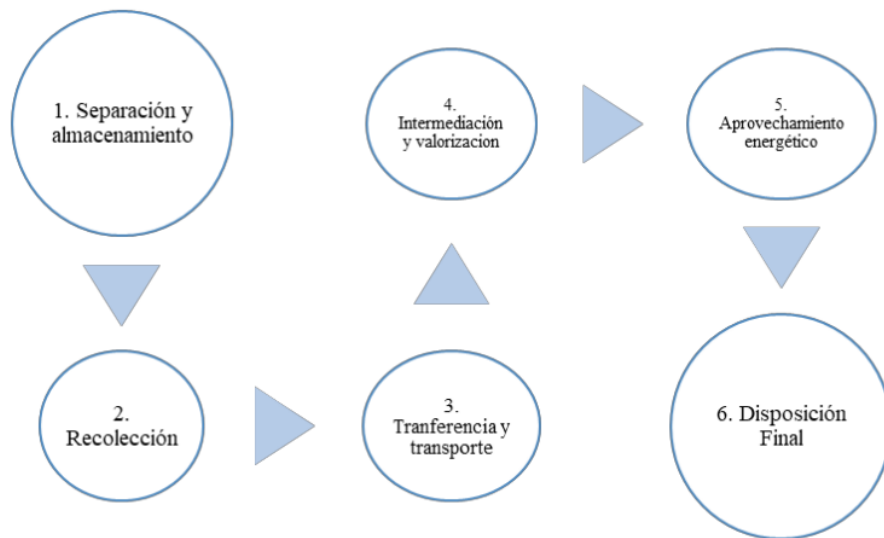 1. Separación y
almacenamiento
2.
Recolección
3.
Tranferencia y
transporte
4.
Intermediación
y valorizacion
5.
Aprovechamiento
energético
6. Disposición
Final